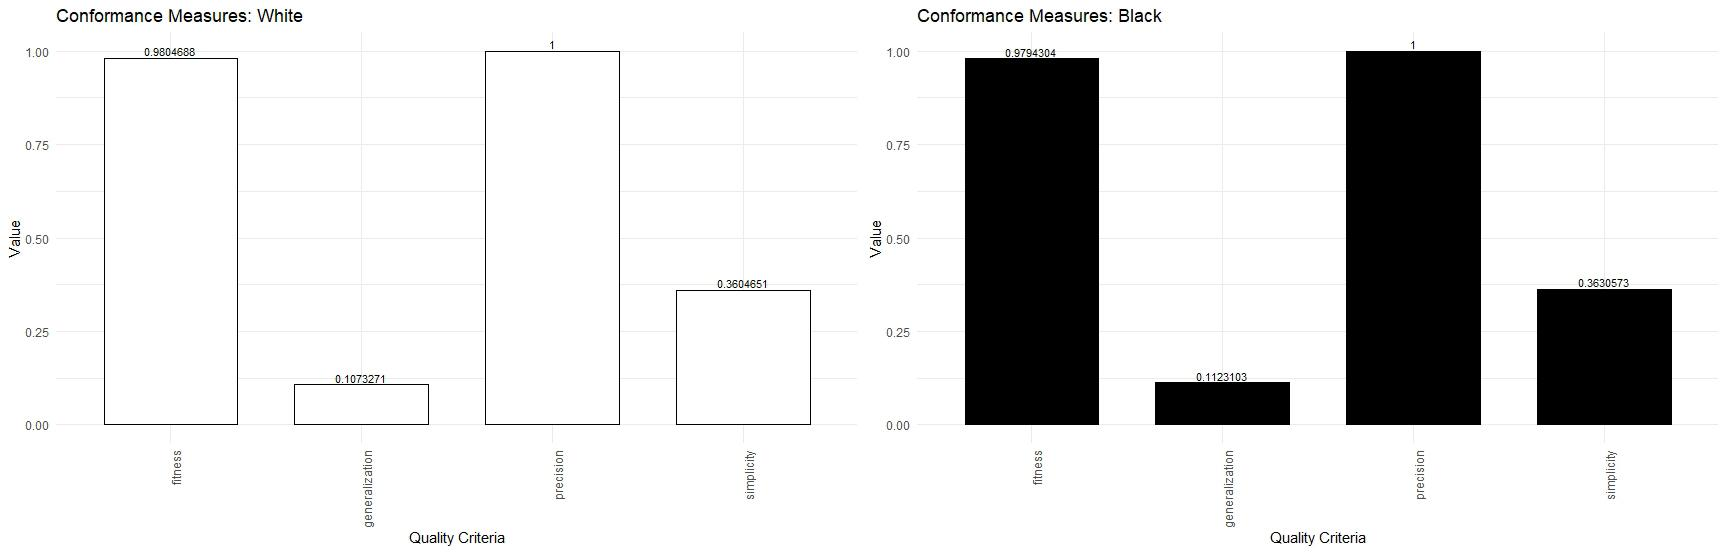 Conformance Measures: White
1.00
0.75
0.50
0.25
0.00
Value
0.9804688
0.1073271
1
0.3604651
fitness
generalization
precision
simplicity
Quality Criteria
Conformance Measures: Black
1.00
0.75
0.50
0.25
0.00
Value
0.9794304
0.1123103
1
0.3630573
fitness
generalization
precision
simplicity
Quality Criteria